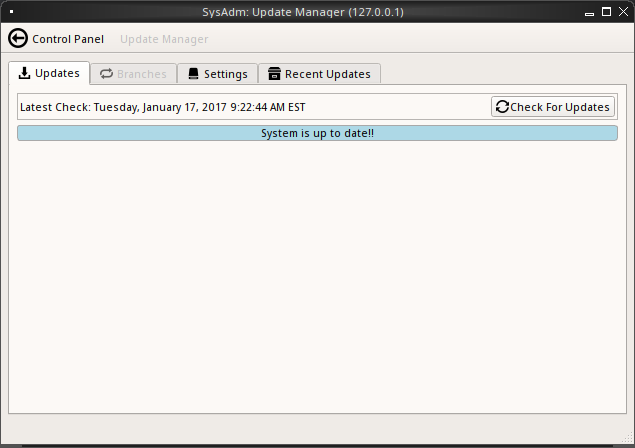 SysAdm: Update Manager (127.0.0.1)
Control Panel Update Manager
Updates Branches Settings Recent Updates
Latest Check: Tuesday, January 17, 2017 9:22:44 AM EST Check For Updates
System is up to date!!